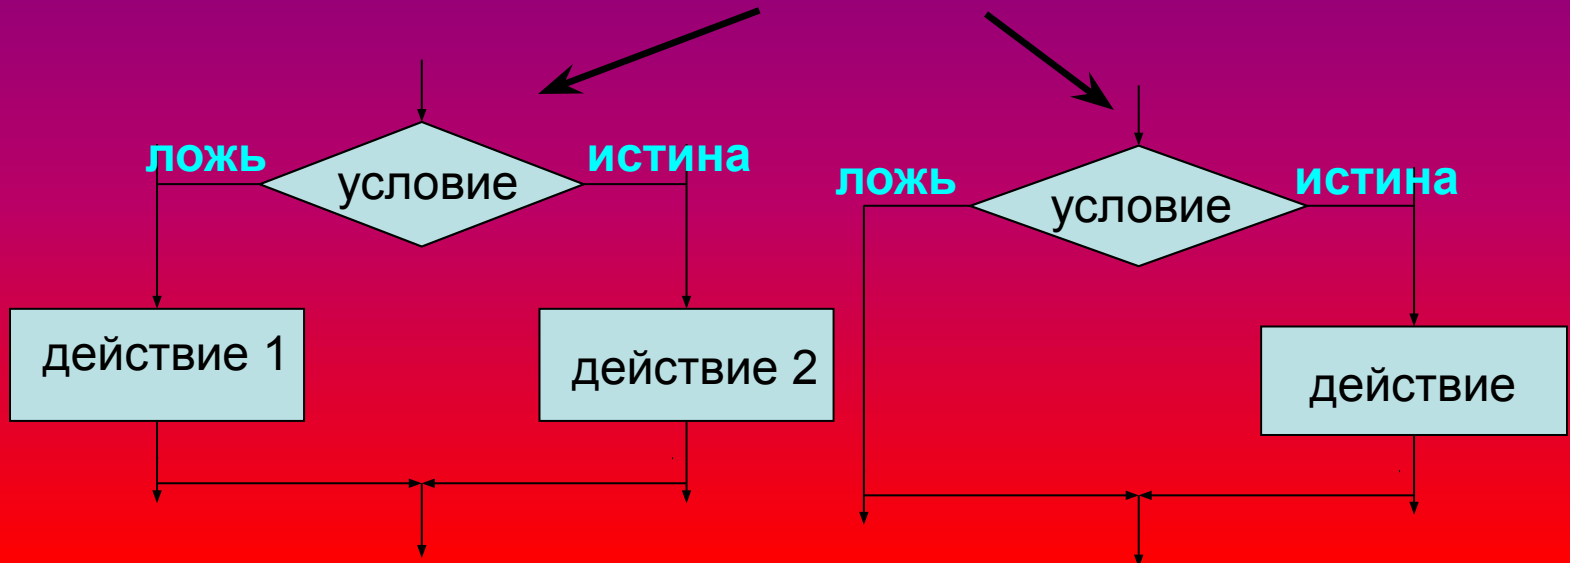 ложь
истина
условие
действие 1
действие 2
ложь
истина
условие
действие